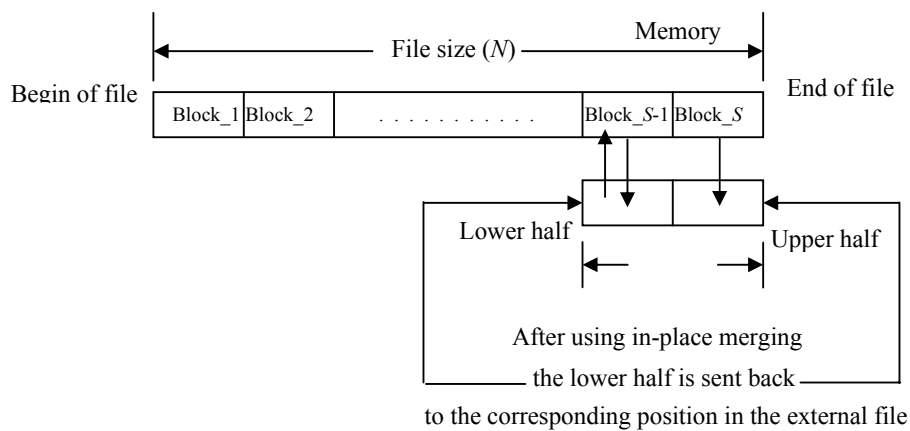 Memory
File size (N)
Begin of file
End of file
Block_1 Block_2 . . . . . . . . . . . Block_S-1 Block_S
Lower half
Upper half
After using in-place merging
the lower half is sent back
to the corresponding position in the external file